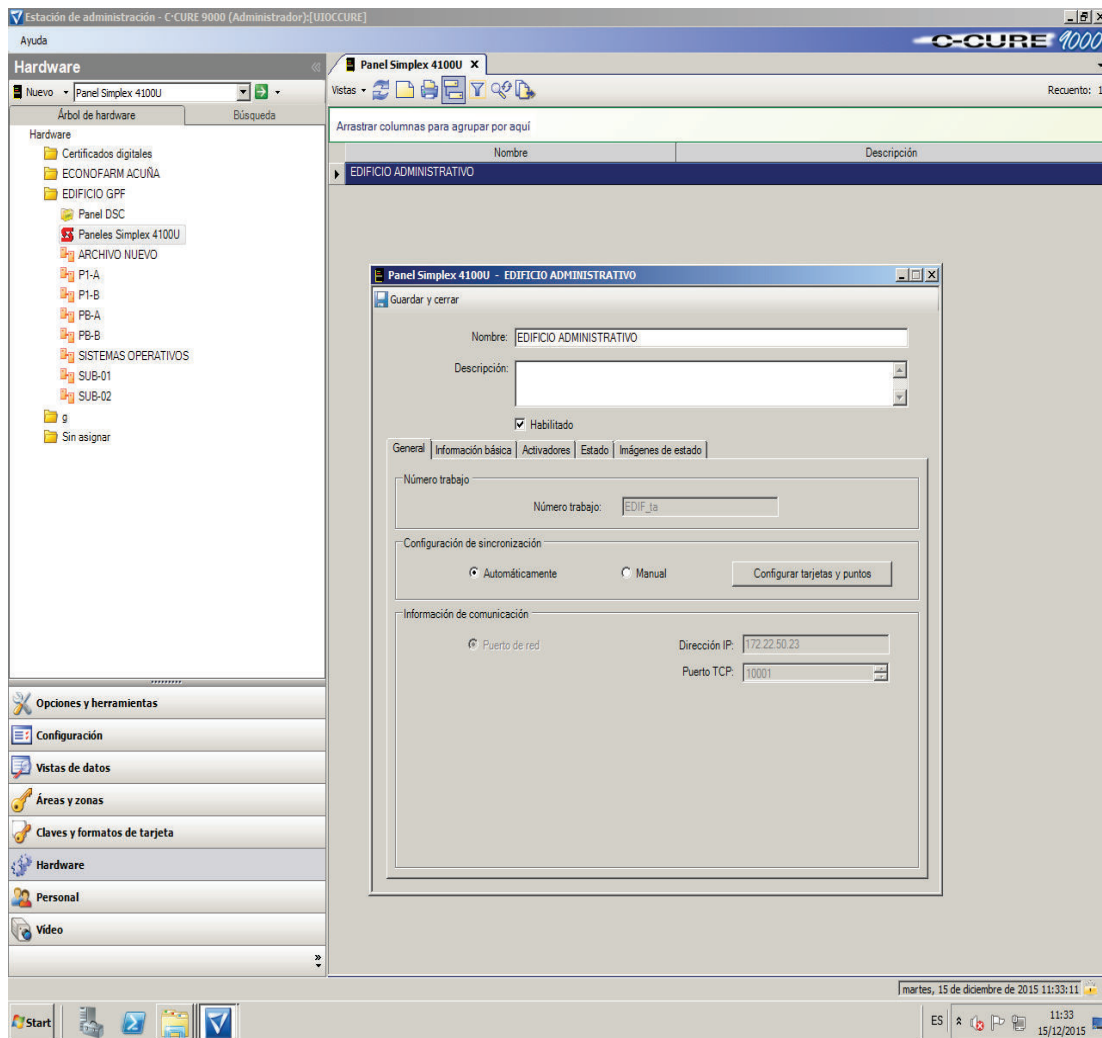 Estación de administración - C·CURE 9000 (Administrador):[UIOCCURE]
Ayuda
C-CURE 9000
Hardware
Nuevo
Panel Simplex 4100U
Árbol de hardware
Búsqueda
Hardware
Certificados digitales
ECONOFARM ACUÑA
EDIFICIO GPF
Panel DSC
Paneles Simplex 4100U
ARCHIVO NUEVO
P1-A
P1-B
PB-A
PB-B
SISTEMAS OPERATIVOS
SUB-01
SUB-02
g
Sin asignar
Opciones y herramientas
Configuración
Vistas de datos
Áreas y zonas
Claves y formatos de tarjeta
Hardware
Personal
Vídeo
Panel Simplex 4100U X
Vistas
Recuento: 1
Arrastrar columnas para agrupar por aquí
Nombre
Descripción
EDIFICIO ADMINISTRATIVO
Panel Simplex 4100U - EDIFICIO ADMINISTRATIVO
Guardar y cerrar
Nombre: EDIFICIO ADMINISTRATIVO
Descripción:
Habilitado
General Información básica Activadores Estado Imágenes de estado
Número trabajo
Número trabajo: EDIF_ta
Configuración de sincronización
Automáticamente
Manual
Configurar tarjetas y puntos
Información de comunicación
Puerto de red
Dirección IP: 172.22.50.23
Puerto TCP: 10001
martes, 15 de diciembre de 2015 11:33:11
Start
ES
11:33
15/12/2015